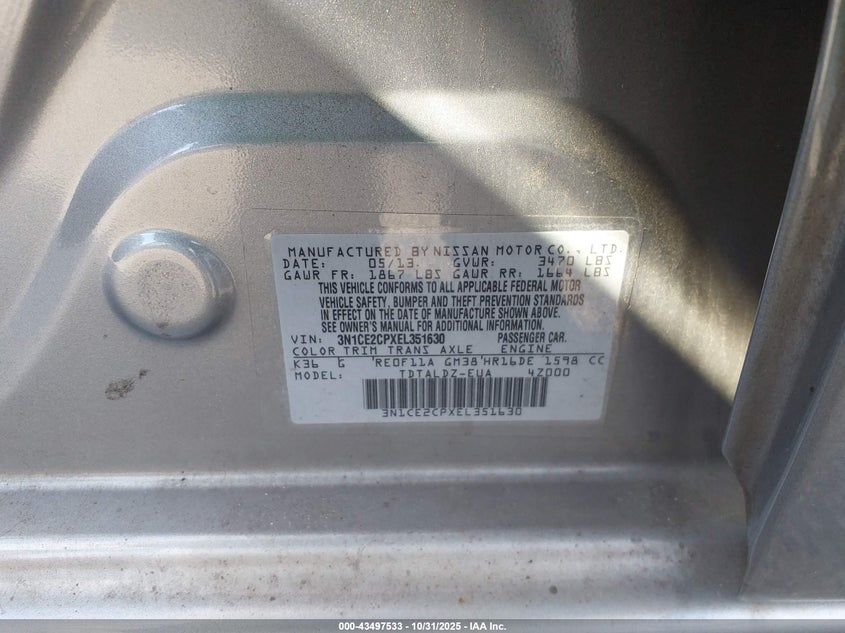 MANUFACTURED BY NISSAN MOTOR CO., LTD.
DATE: 05/13 GVWR: 3470 LBS
GAWR FR: 1867 LBS GAWR RR: 1664 LBS
THIS VEHICLE CONFORMS TO ALL APPLICABLE FEDERAL MOTOR
VEHICLE SAFETY, BUMPER AND THEFT PREVENTION STANDARDS
IN EFFECT ON THE DATE OF MANUFACTURE SHOWN ABOVE.
SEE OWNER'S MANUAL FOR ADDITIONAL INFORMATION.
VIN: 3N1CE2CPXEL351630 PASSENGER CAR.
COLOR TRIM TRANS AXLE ENGINE
K36 G RE0F11A GM38 HR16DE 1598 CC
MODEL: TDTALDZ-EUA 4Z000
3N1CE2CPXEL351630
000-43497533 - 10/31/2025 - IAA Inc.